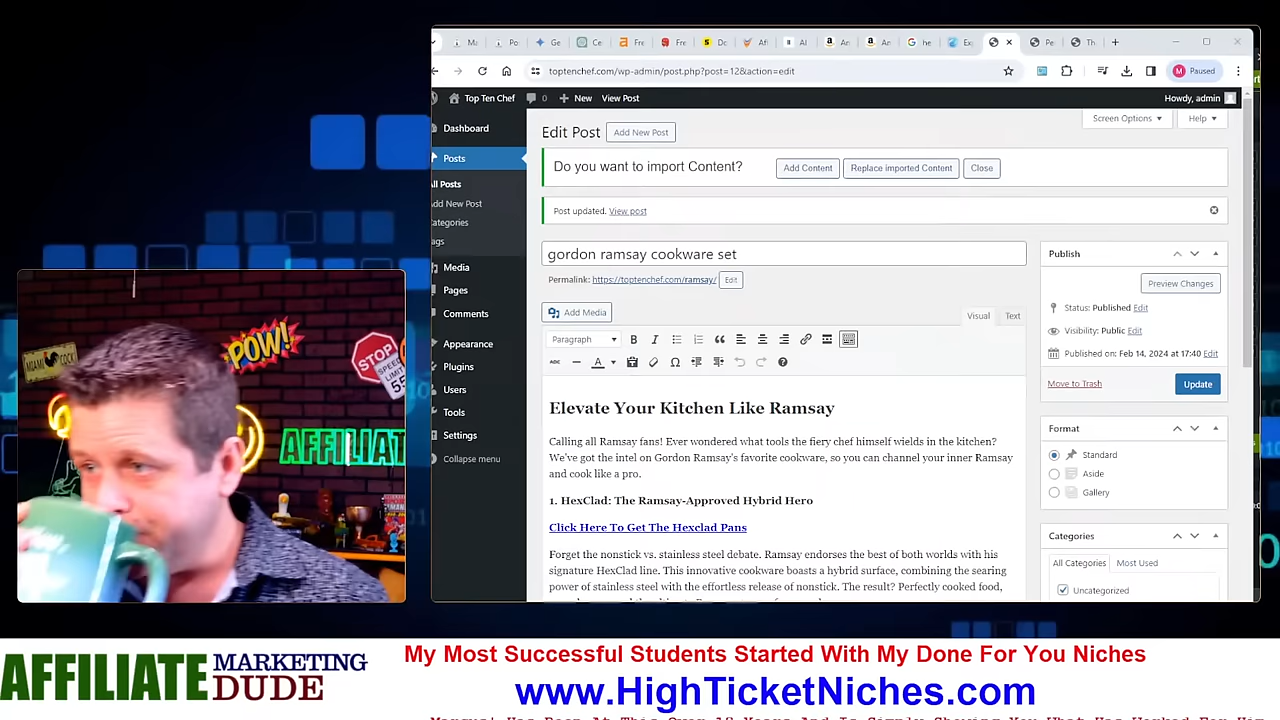 toptenchef.com/wp-admin/post.php?post=12&action=edit
Paused
Top Ten Chef
0
New
View Post
Howdy, admin
Dashboard
Posts
All Posts
Add New Post
Categories
Media
Pages
Comments
Appearance
Plugins
Users
Tools
Settings
Collapse menu
Edit Post
Add New Post
Screen Options
Help
Do you want to import Content?
Add Content
Replace imported Content
Close
Post updated. View post
gordon ramsay cookware set
Permalink: https://toptenchef.com/ramsay/ Edit
Add Media
Visual
Text
Paragraph
Elevate Your Kitchen Like Ramsay
Calling all Ramsay fans! Ever wondered what tools the fiery chef himself wields in the kitchen?
We've got the intel on Gordon Ramsay's favorite cookware, so you can channel your inner Ramsay
and cook like a pro.
1. HexClad: The Ramsay-Approved Hybrid Hero
Click Here To Get The Hexclad Pans
Forget the nonstick vs. stainless steel debate. Ramsay endorses the best of both worlds with his
signature HexClad line. This innovative cookware boasts a hybrid surface, combining the searing
power of stainless steel with the effortless release of nonstick. The result? Perfectly cooked food,
Publish
Preview Changes
Status: Published Edit
Visibility: Public Edit
Published on: Feb 14, 2024 at 17:40 Edit
Move to Trash
Update
Format
Standard
Aside
Gallery
Categories
All Categories
Most Used
Uncategorized
MIAMI COCK
POW!
STOP
SPEED
LIMIT
55
AFFILIAT
AFFILIATE MARKETING
DUDE
My Most Successful Students Started With My Done For You Niches
www.HighTicketNiches.com